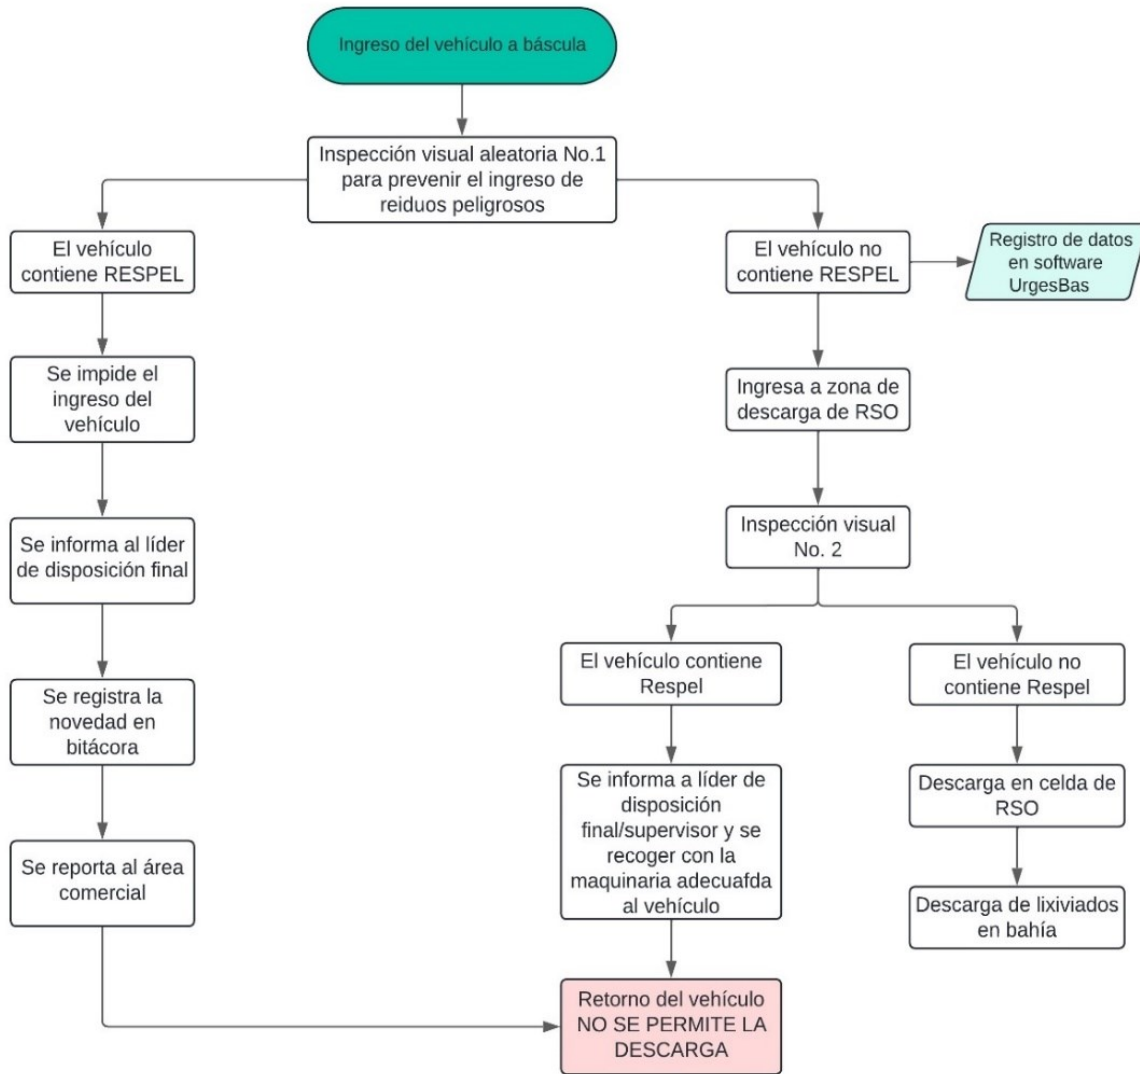 Ingreso del vehículo a báscula
Inspección visual aleatoria No.1
para prevenir el ingreso de
reiduos peligrosos
El vehículo
contiene RESPEL
El vehículo no
contiene RESPEL
Registro de datos
en software
UrgesBas
Se impide el
ingreso del
vehículo
Ingresa a zona de
descarga de RSO
Se informa al líder
de disposición final
Inspección visual
No. 2
Se registra la
novedad en
bitácora
El vehículo contiene
Respel
El vehículo no
contiene Respel
Se reporta al área
comercial
Se informa a líder de
disposición
final/supervisor y se
recoger con la
maquinaria adecuafda
al vehículo
Descarga en celda de
RSO
Descarga de lixiviados
en bahía
Retorno del vehículo
NO SE PERMITE LA
DESCARGA